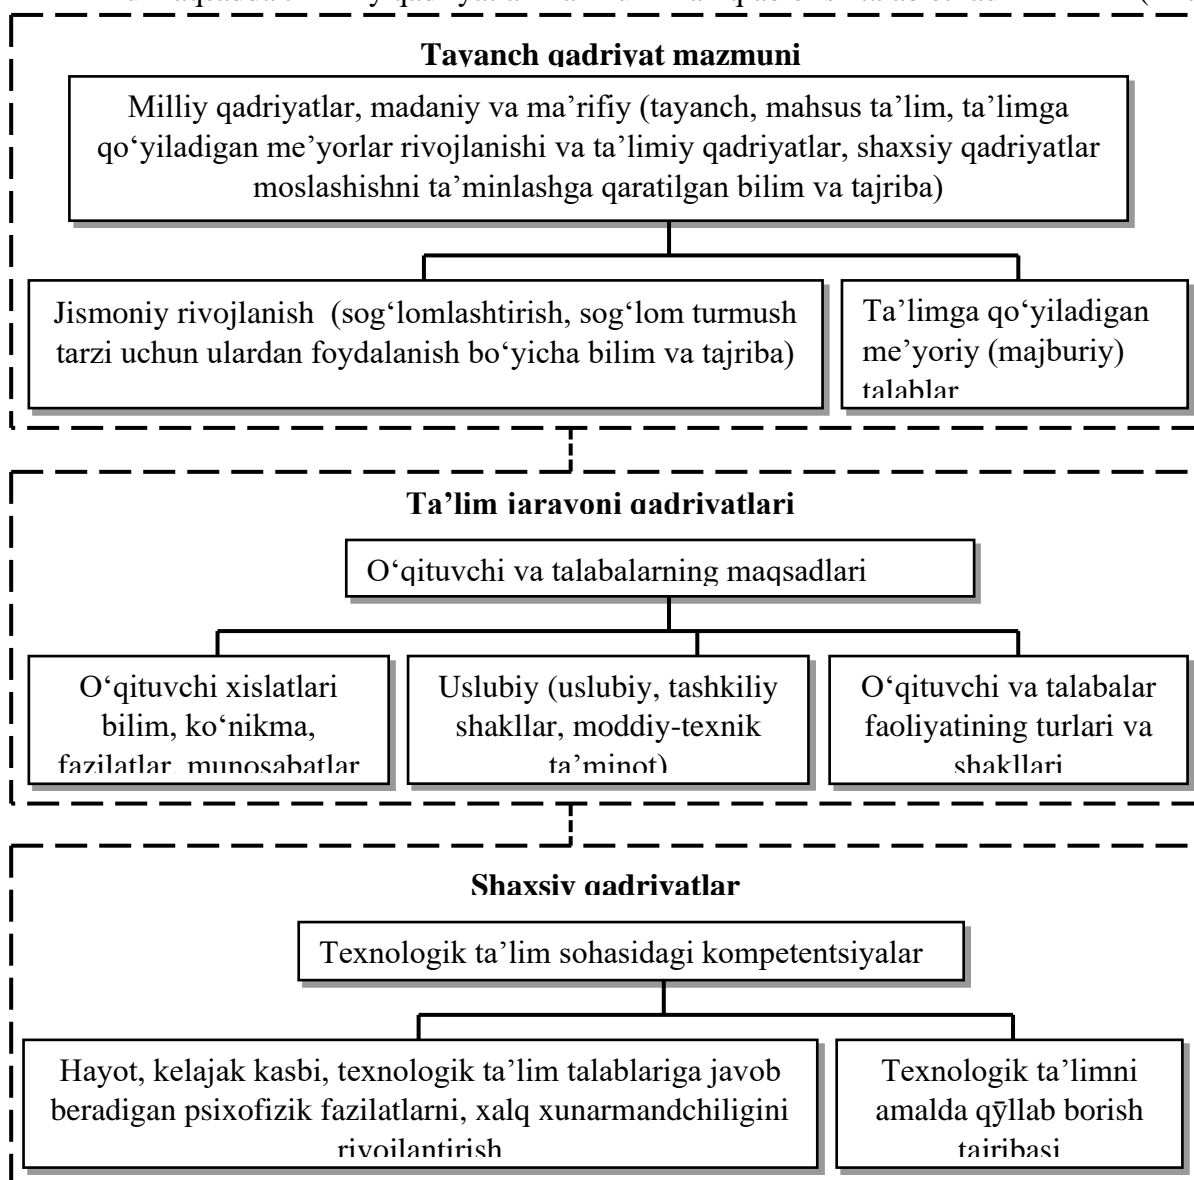 Tayanch qadriyat mazmuni
Milliy qadriyatlar, madaniy va ma’rifiy (tayanch, mahsus ta’lim, ta’limga
qo‘yiladigan me’yorlar rivojlanishi va ta’limiy qadriyatlar, shaxsiy qadriyatlar
moslashishni ta’minlashga qaratilgan bilim va tajriba)
Jismoniy rivojlanish (sog‘lomlashtirish, sog‘lom turmush
tarzi uchun ulardan foydalanish bo‘yicha bilim va tajriba)
Ta’limga qo‘yiladigan
me’yoriy (majburiy)
talablar
Ta’lim jarayoni qadriyatlari
O‘qituvchi va talabalarning maqsadlari
O‘qituvchi xislatlari
bilim, ko‘nikma,
fazilatlar, munosabatlar
Uslubiy (uslubiy, tashkiliy
shakllar, moddiy-texnik
ta’minot)
O‘qituvchi va talabalar
faoliyatining turlari va
shakllari
Shaxsiy qadriyatlar
Texnologik ta’lim sohasidagi kompetentsiyalar
Hayot, kelajak kasbi, texnologik ta’lim talablariga javob
beradigan psixofizik fazilatlarni, xalq xunarmandchiligini
rivojlantirish
Texnologik ta’limni
amalda qȳllab borish
tajribasi